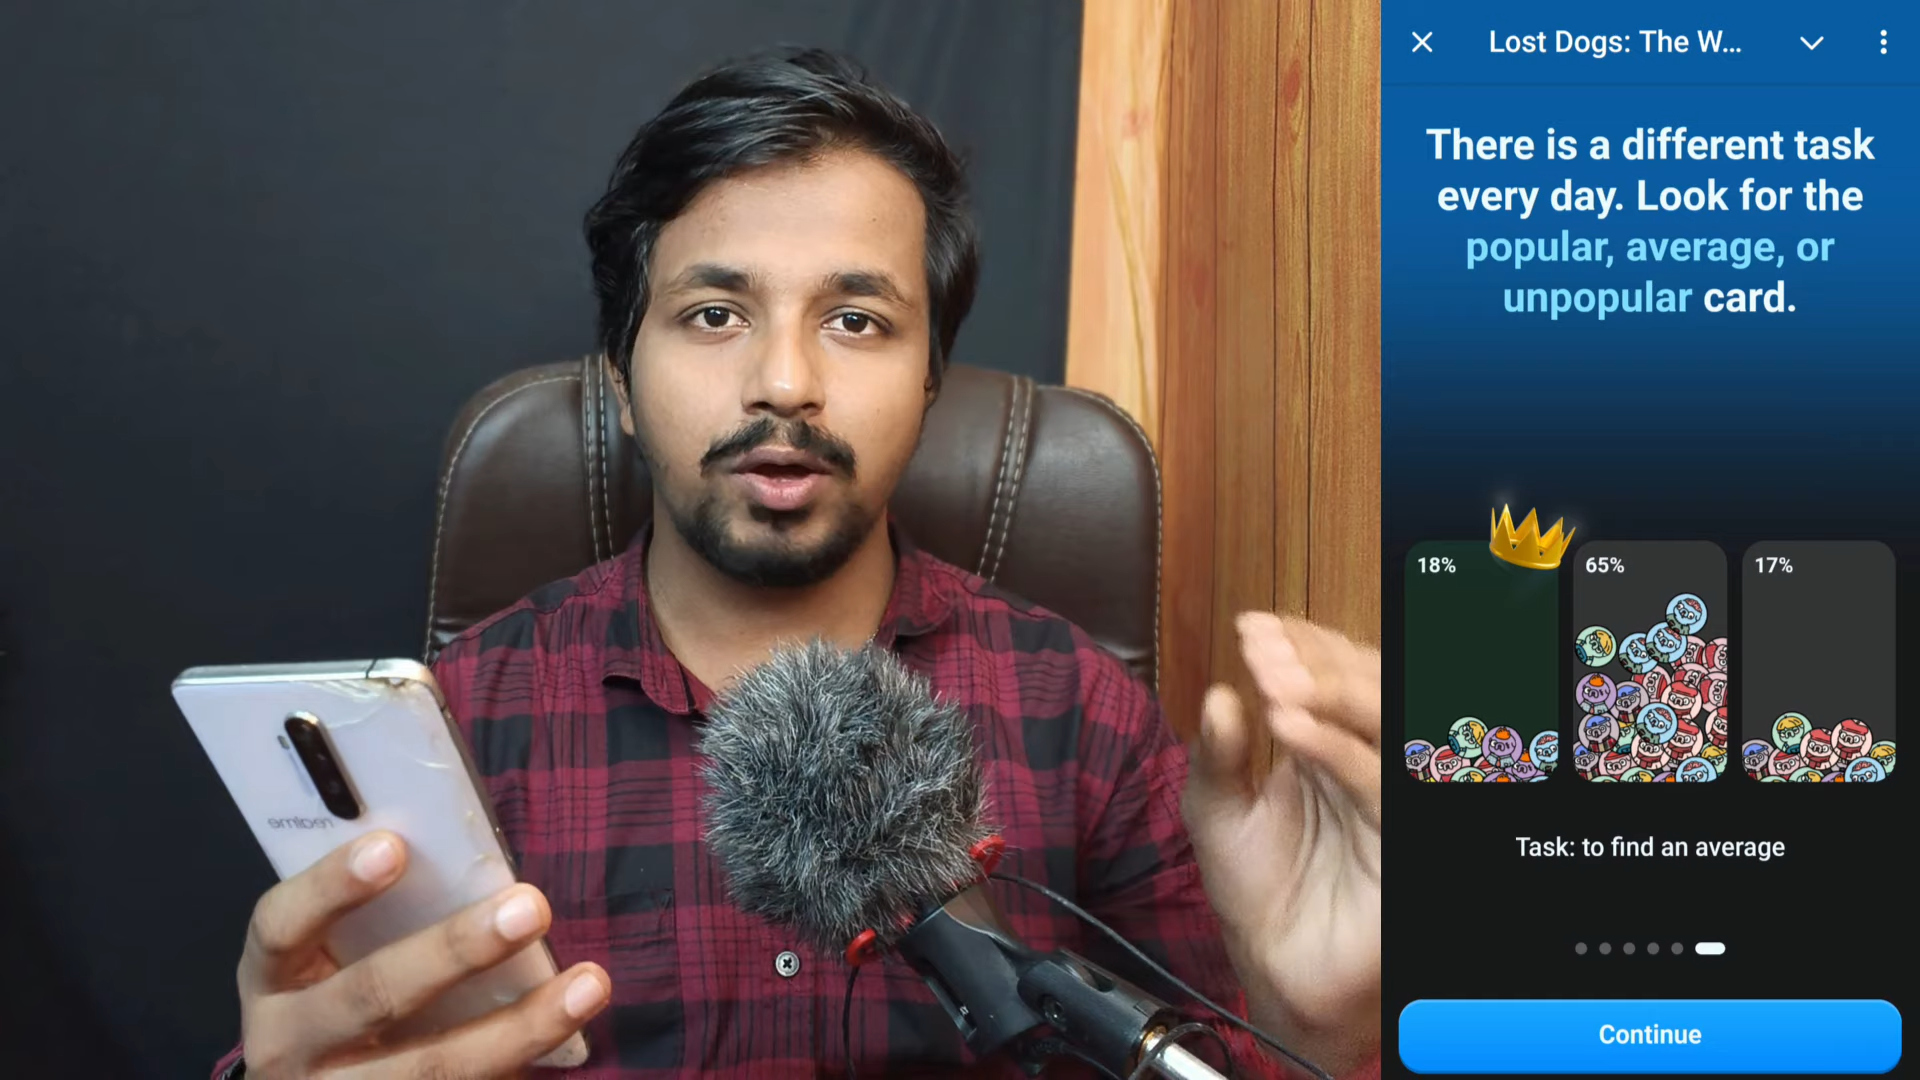 Lost Dogs: The W...
There is a different task
every day. Look for the
popular, average, or
unpopular card.
18%
65%
17%
Task: to find an average
Continue
realme